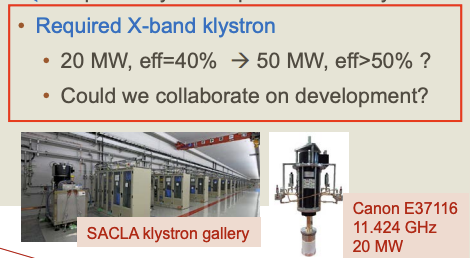 • Required X-band klystron
• 20 MW, eff=40% → 50 MW, eff>50% ?
• Could we collaborate on development?
SACLA klystron gallery
Canon E37116
11.424 GHz
20 MW